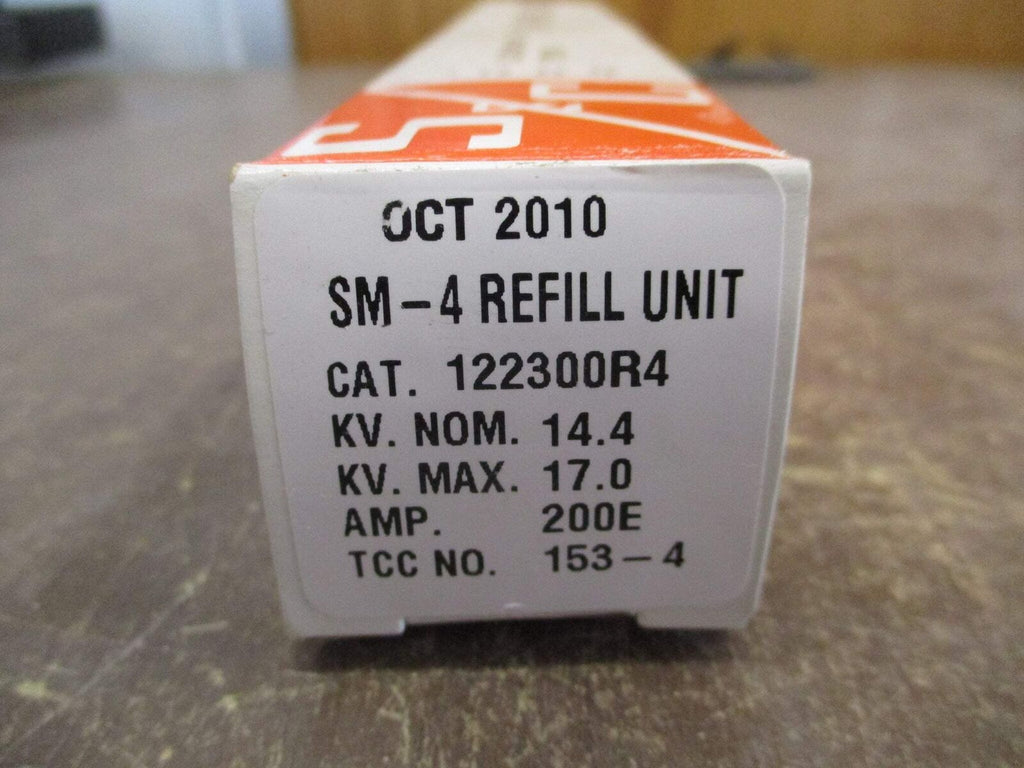 S&C
OCT 2010
SM-4 REFILL UNIT
CAT. 122300R4
KV. NOM. 14.4
KV. MAX. 17.0
AMP. 200E
TCC NO. 153-4